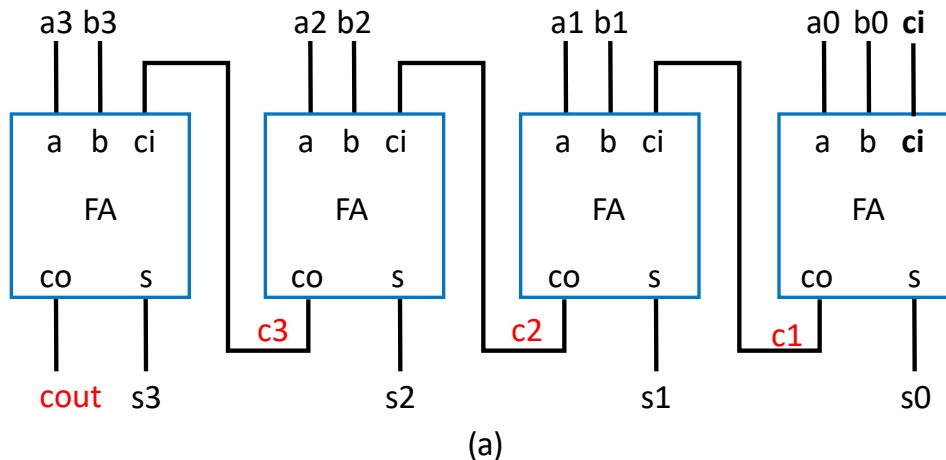 a3 b3 a2 b2 a1 b1 a0 b0 ci
a b ci a b ci a b ci a b ci
FA FA FA FA
co s co s co s co s
c3 c2 c1
cout s3 s2 s1 s0
(a)